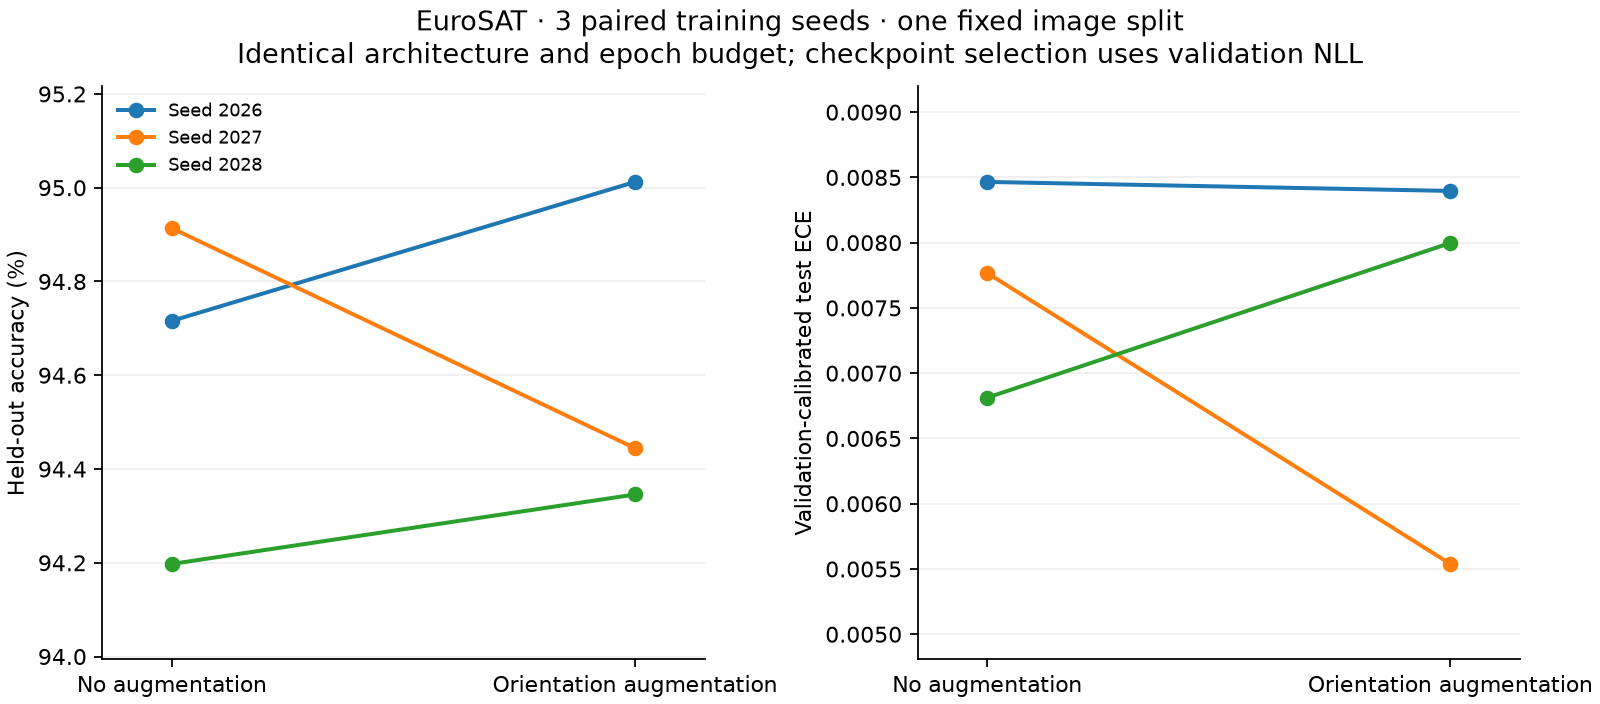 EuroSAT · 3 paired training seeds · one fixed image split
Identical architecture and epoch budget; checkpoint selection uses validation NLL
Held-out accuracy (%)
95.2
95.0
94.8
94.6
94.4
94.2
94.0
Seed 2026
Seed 2027
Seed 2028
No augmentation
Orientation augmentation
Validation-calibrated test ECE
0.0090
0.0085
0.0080
0.0075
0.0070
0.0065
0.0060
0.0055
0.0050
No augmentation
Orientation augmentation